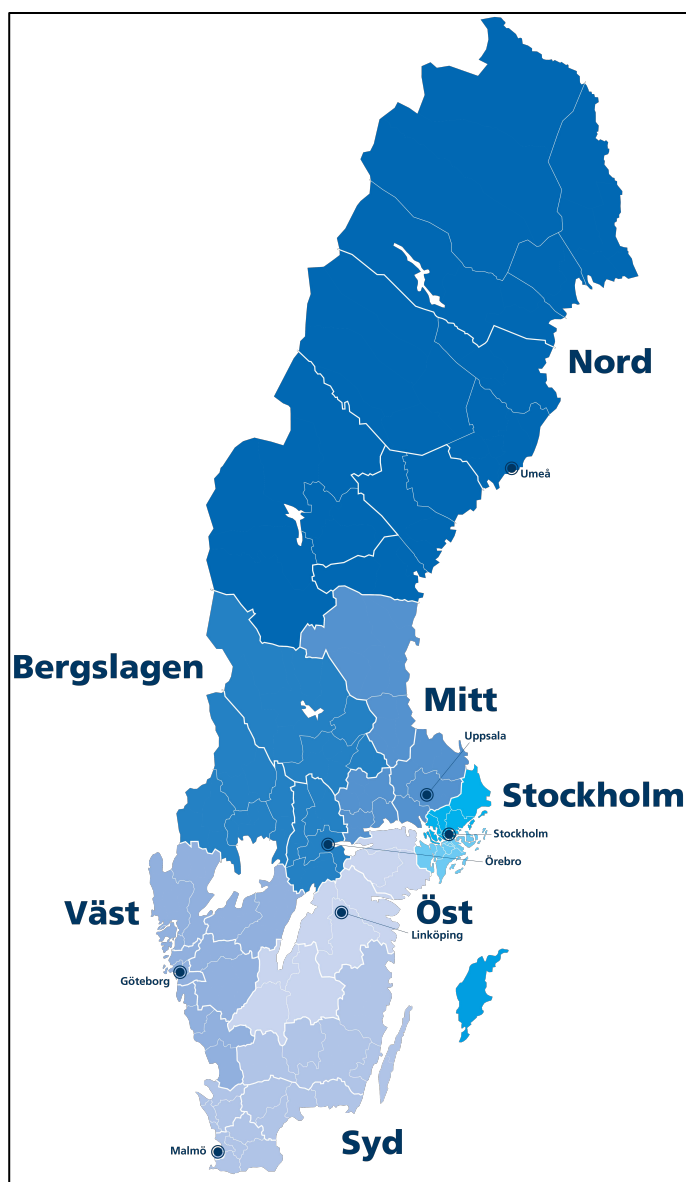 Nord
Umeå
Bergslagen
Mitt
Uppsala
Stockholm
Stockholm
Örebro
Väst
Öst
Linköping
Göteborg
Syd
Malmö